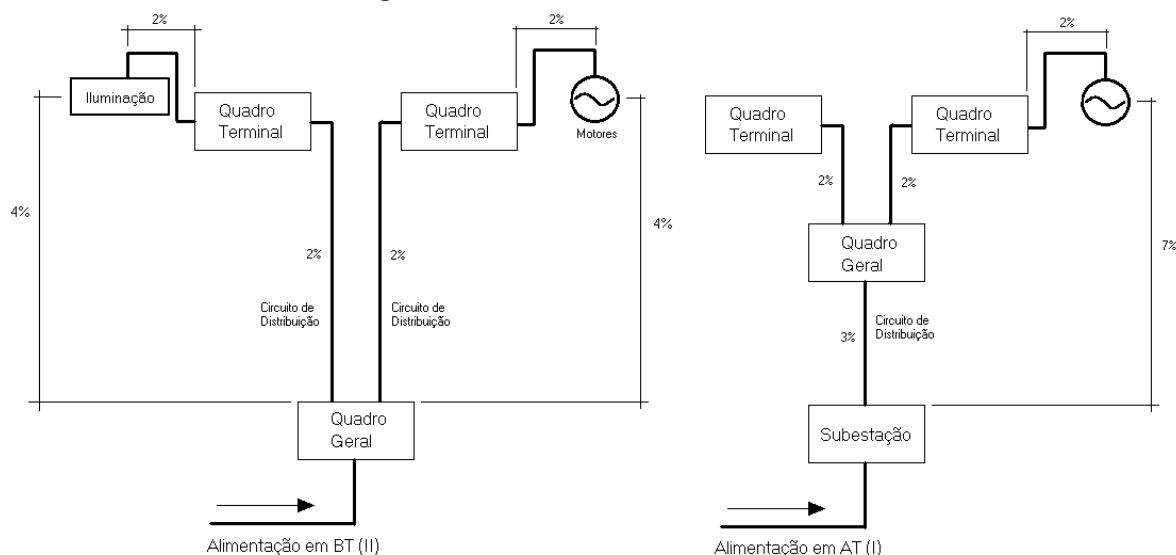 2%
2%
2%
Iluminação
Quadro
Terminal
Quadro
Terminal
Motores
Quadro
Terminal
Quadro
Terminal
4%
2%
2%
4%
2%
2%
7%
Quadro
Geral
Circuito de
Distribuição
Circuito de
Distribuição
3%
Circuito de
Distribuição
Quadro
Geral
Subestação
Alimentação em BT (II)
Alimentação em AT (I)